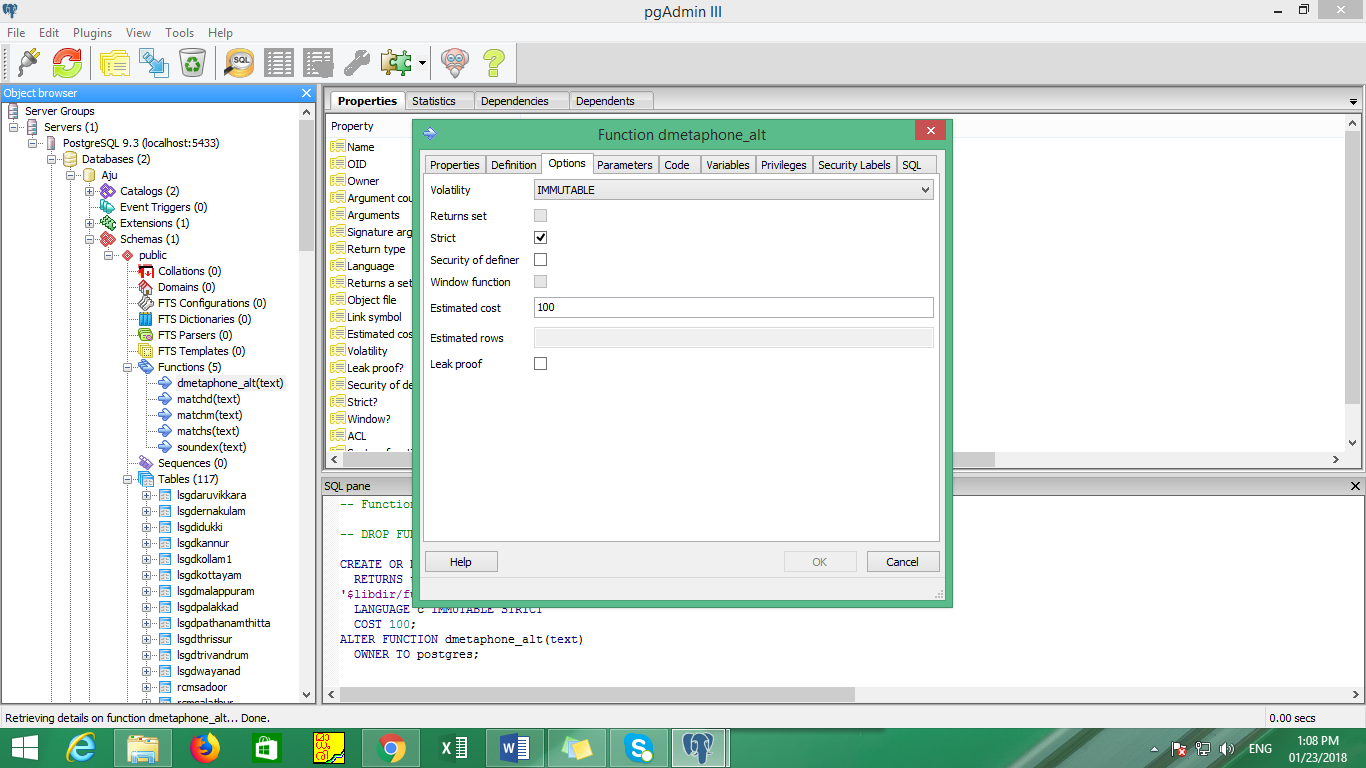 pgAdmin III
File Edit Plugins View Tools Help
SQL
Object browser
Server Groups
Servers (1)
PostgreSQL 9.3 (localhost:5433)
Databases (2)
Aju
Catalogs (2)
Event Triggers (0)
Extensions (1)
Schemas (1)
public
Collations (0)
Domains (0)
FTS Configurations (0)
FTS Dictionaries (0)
FTS Parsers (0)
FTS Templates (0)
Functions (5)
dmetaphone_alt(text)
matchd(text)
matchm(text)
matchs(text)
soundex(text)
Sequences (0)
Tables (117)
lsgdaruvikkara
lsgdernakulam
lsgdidukki
lsgdkannur
lsgdkollam1
lsgdkottayam
lsgdmalappuram
lsgdpalakkad
lsgdpathanamthitta
lsgdthrissur
lsgdtrivandrum
lsgdwayanad
rcmsadoor
Properties Statistics Dependencies Dependents
Property
Name
OID
Owner
Argument cou
Arguments
Signature arg
Return type
Language
Returns a set
Object file
Link symbol
Estimated cos
Volatility
Leak proof?
Security of de
Strict?
Window?
ACL
Function dmetaphone_alt
Properties Definition Options Parameters Code Variables Privileges Security Labels SQL
Volatility IMMUTABLE
Returns set
Strict
Security of definer
Window function
Estimated cost 100
Estimated rows
Leak proof
Help OK Cancel
SQL pane
-- Function
-- DROP FUN
CREATE OR
RETURNS
'$libdir/fu
LANGUAGE c IMMUTABLE STRICT
COST 100;
ALTER FUNCTION dmetaphone_alt(text)
OWNER TO postgres;
Retrieving details on function dmetaphone_alt... Done. 0.00 secs
ENG
1:08 PM
01/23/2018